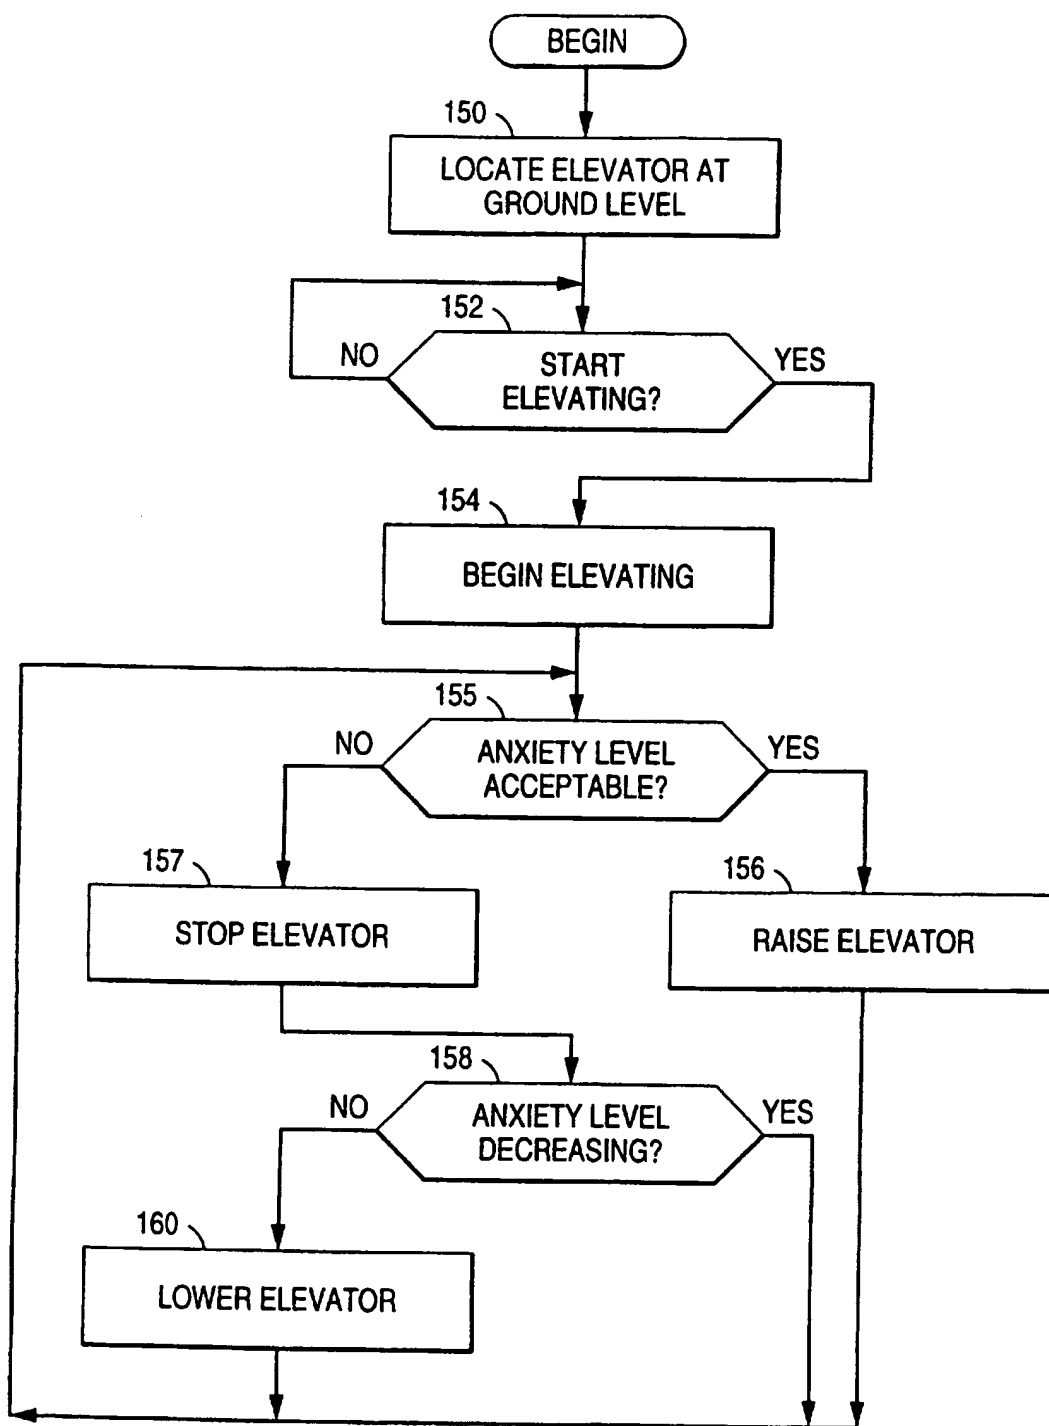 BEGIN
150
LOCATE ELEVATOR AT
GROUND LEVEL
152
NO
START
ELEVATING?
YES
154
BEGIN ELEVATING
155
NO
ANXIETY LEVEL
ACCEPTABLE?
YES
157
STOP ELEVATOR
156
RAISE ELEVATOR
158
NO
ANXIETY LEVEL
DECREASING?
YES
160
LOWER ELEVATOR